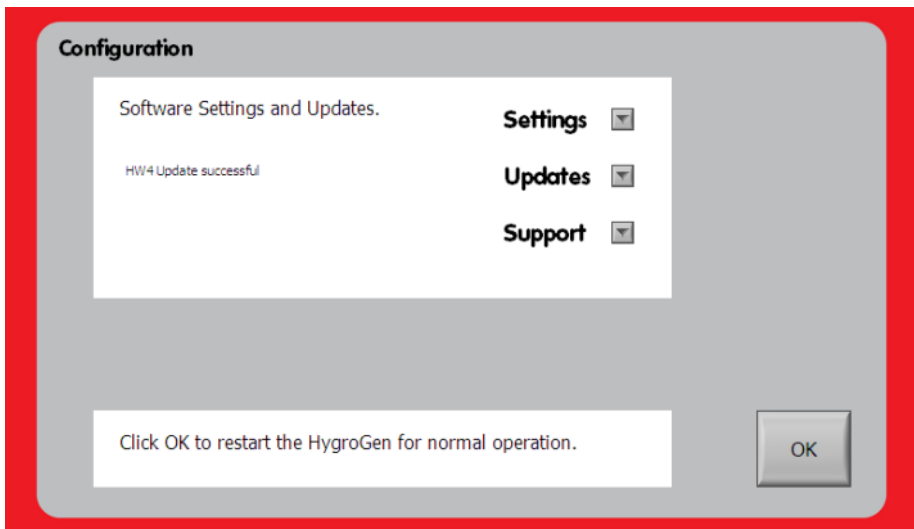 Configuration
Software Settings and Updates.
Settings
HW4 Update successful
Updates
Support
Click OK to restart the HygroGen for normal operation.
OK